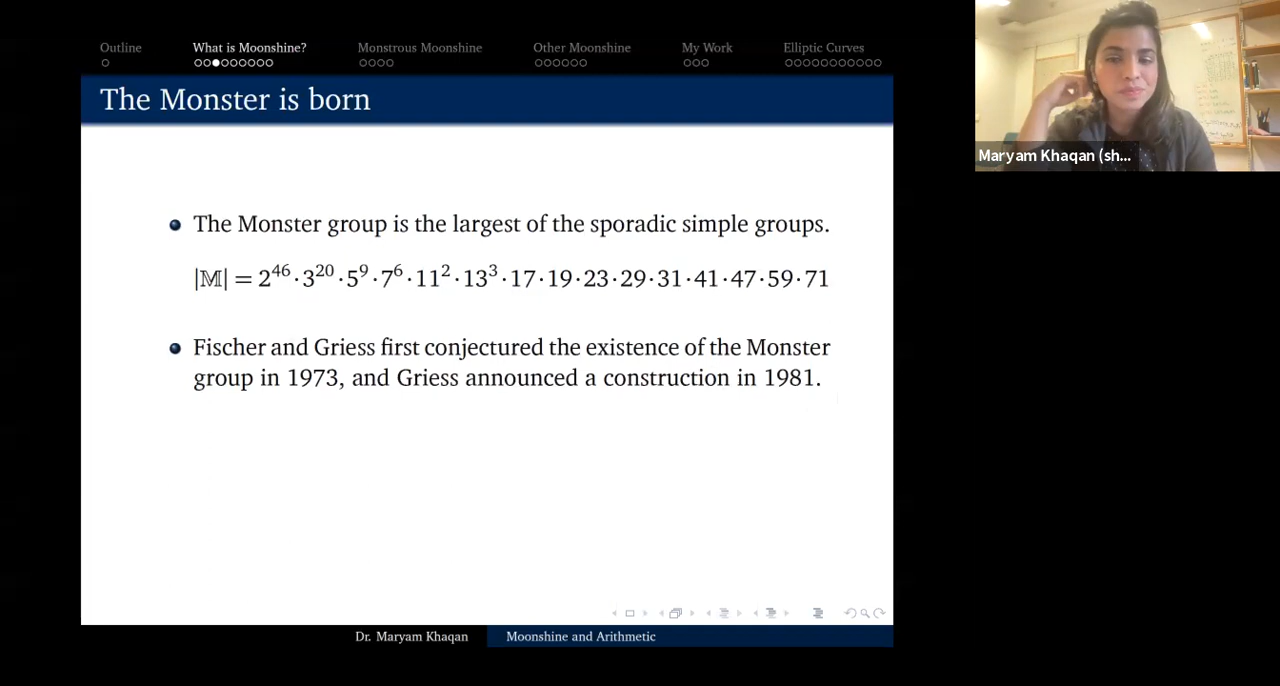 Outline What is Moonshine? Monstrous Moonshine Other Moonshine My Work Elliptic Curves
The Monster is born
The Monster group is the largest of the sporadic simple groups.
|𝕄| = 2^46 · 3^20 · 5^9 · 7^6 · 11^2 · 13^3 · 17 · 19 · 23 · 29 · 31 · 41 · 47 · 59 · 71
Fischer and Griess first conjectured the existence of the Monster
group in 1973, and Griess announced a construction in 1981.
Dr. Maryam Khaqan Moonshine and Arithmetic
Maryam Khaqan (sh...